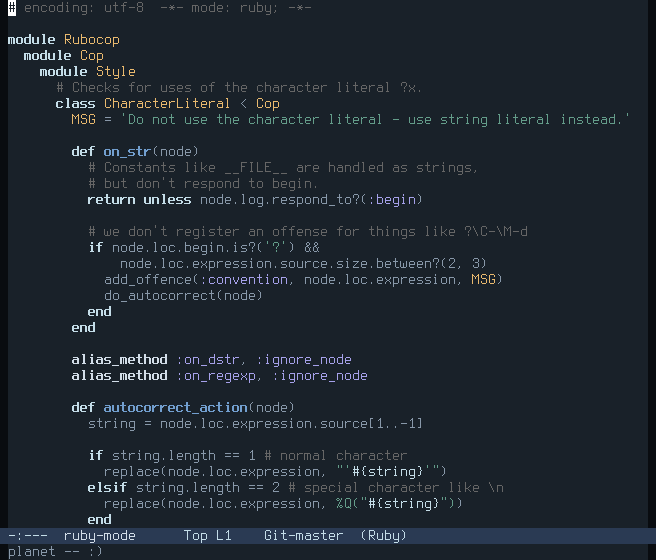 # encoding: utf-8  -*- mode: ruby; -*-

module Rubocop
  module Cop
    module Style
      # Checks for uses of the character literal ?x.
      class CharacterLiteral < Cop
        MSG = 'Do not use the character literal - use string literal instead.'

        def on_str(node)
          # Constants like __FILE__ are handled as strings,
          # but don't respond to begin.
          return unless node.log.respond_to?(:begin)

          # we don't register an offense for things like ?\C-\M-d
          if node.loc.begin.is?('?') &&
              node.loc.expression.source.size.between?(2, 3)
            add_offence(:convention, node.loc.expression, MSG)
            do_autocorrect(node)
          end
        end

        alias_method :on_dstr, :ignore_node
        alias_method :on_regexp, :ignore_node

        def autocorrect_action(node)
          string = node.loc.expression.source[1..-1]

          if string.length == 1 # normal character
            replace(node.loc.expression, "'#{string}'")
          elsif string.length == 2 # special character like \n
            replace(node.loc.expression, %Q("#{string}"))
          end
-:---  ruby-mode      Top L1    Git-master  (Ruby)
planet -- :)